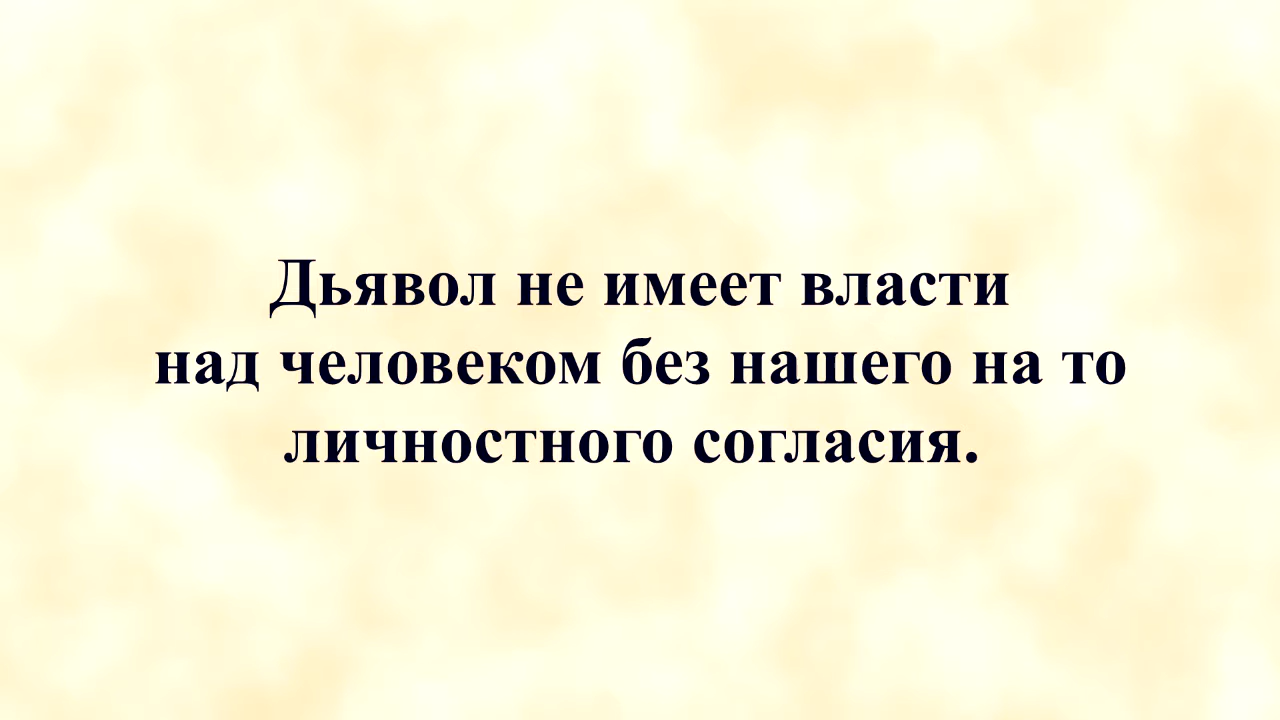 Дьявол не имеет власти
над человеком без нашего на то
личностного согласия.